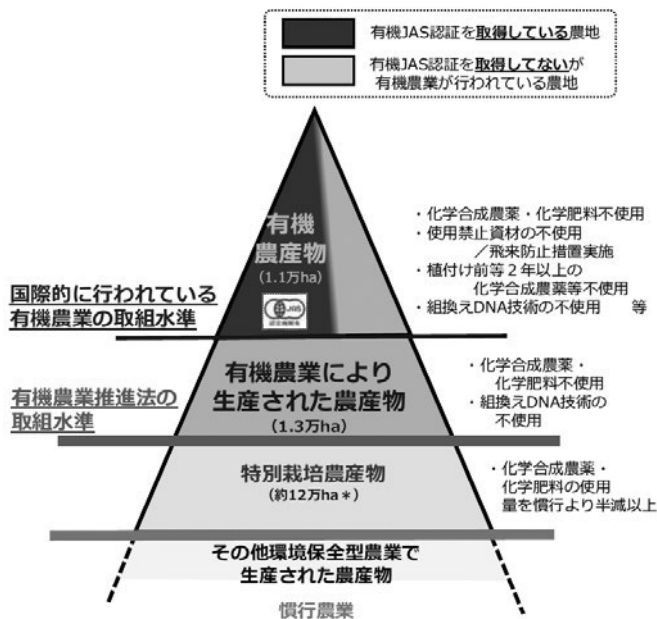 有機JAS認証を取得している農地
有機JAS認証を取得してないが
有機農業が行われている農地
有機
農産物
(1.1万ha)
JAS
・化学合成農薬・化学肥料不使用
・使用禁止資材の不使用
／飛来防止措置実施
・植付け前等２年以上の
化学合成農薬等不使用
・組換えDNA技術の不使用　等
国際的に行われている
有機農業の取組水準
有機農業により
生産された農産物
(1.3万ha)
・化学合成農薬・
化学肥料不使用
・組換えDNA技術の
不使用
有機農業推進法の
取組水準
特別栽培農産物
(約12万ha＊)
・化学合成農薬・
化学肥料の使用
量を慣行より半減以上
その他環境保全型農業で
生産された農産物
慣行農業